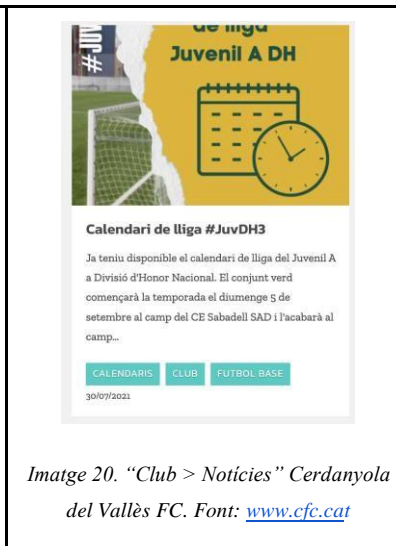 de lliga
#JUV
Juvenil A DH
Calendari de lliga #JuvDH3
Ja teniu disponible el calendari de lliga del Juvenil A
a Divisió d'Honor Nacional. El conjunt verd
començarà la temporada el diumenge 5 de
setembre al camp del CE Sabadell SAD i l'acabarà al
camp...
CALENDARIS CLUB FUTBOL BASE
30/07/2021
Imatge 20. “Club > Notícies” Cerdanyola
del Vallès FC. Font: www.cfc.cat